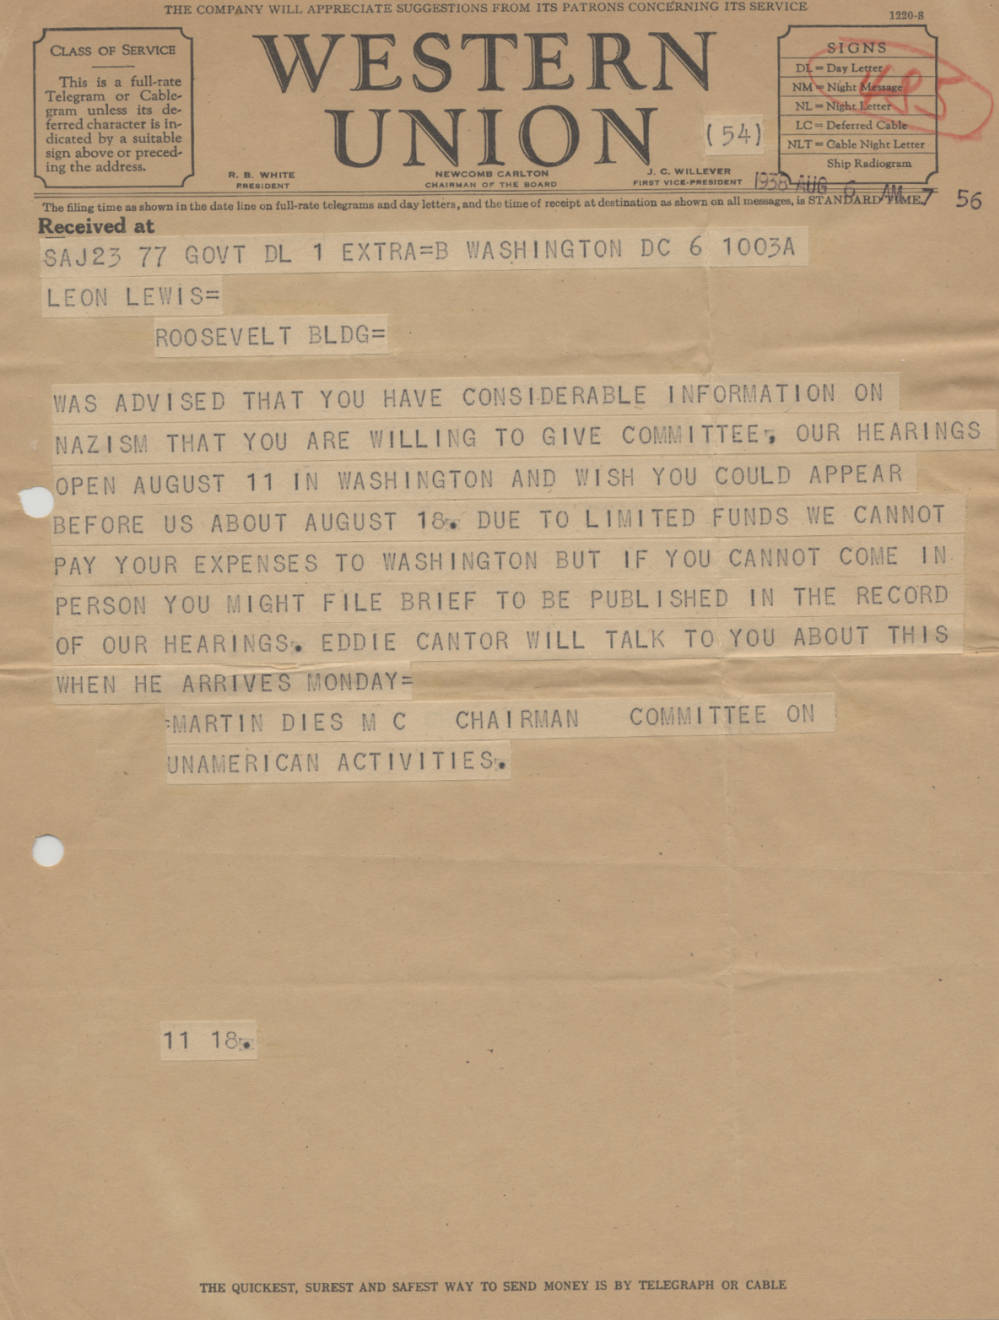 THE COMPANY WILL APPRECIATE SUGGESTIONS FROM ITS PATRONS CONCERNING ITS SERVICE
1220-S
CLASS OF SERVICE
This is a full-rate
Telegram or Cable-
gram unless its de-
ferred character is in-
dicated by a suitable
sign above or preced-
ing the address.
WESTERN
UNION
(54)
R. B. WHITE
PRESIDENT
NEWCOMB CARLTON
CHAIRMAN OF THE BOARD
J. C. WILLEVER
FIRST VICE-PRESIDENT
SIGNS
DL = Day Letter
NM = Night Message
NL = Night Letter
LC = Deferred Cable
NLT = Cable Night Letter
Ship Radiogram
1938 AUG 6 AM 7 56
The filing time as shown in the date line on full-rate telegrams and day letters, and the time of receipt at destination as shown on all messages, is STANDARD TIME.
Received at
SAJ23 77 GOVT DL 1 EXTRA=B WASHINGTON DC 6 1003A
LEON LEWIS=
ROOSEVELT BLDG=
WAS ADVISED THAT YOU HAVE CONSIDERABLE INFORMATION ON
NAZISM THAT YOU ARE WILLING TO GIVE COMMITTEE, OUR HEARINGS
OPEN AUGUST 11 IN WASHINGTON AND WISH YOU COULD APPEAR
BEFORE US ABOUT AUGUST 18. DUE TO LIMITED FUNDS WE CANNOT
PAY YOUR EXPENSES TO WASHINGTON BUT IF YOU CANNOT COME IN
PERSON YOU MIGHT FILE BRIEF TO BE PUBLISHED IN THE RECORD
OF OUR HEARINGS. EDDIE CANTOR WILL TALK TO YOU ABOUT THIS
WHEN HE ARRIVES MONDAY=
=MARTIN DIES M C CHAIRMAN COMMITTEE ON
UNAMERICAN ACTIVITIES.
11 18.
THE QUICKEST, SUREST AND SAFEST WAY TO SEND MONEY IS BY TELEGRAPH OR CABLE